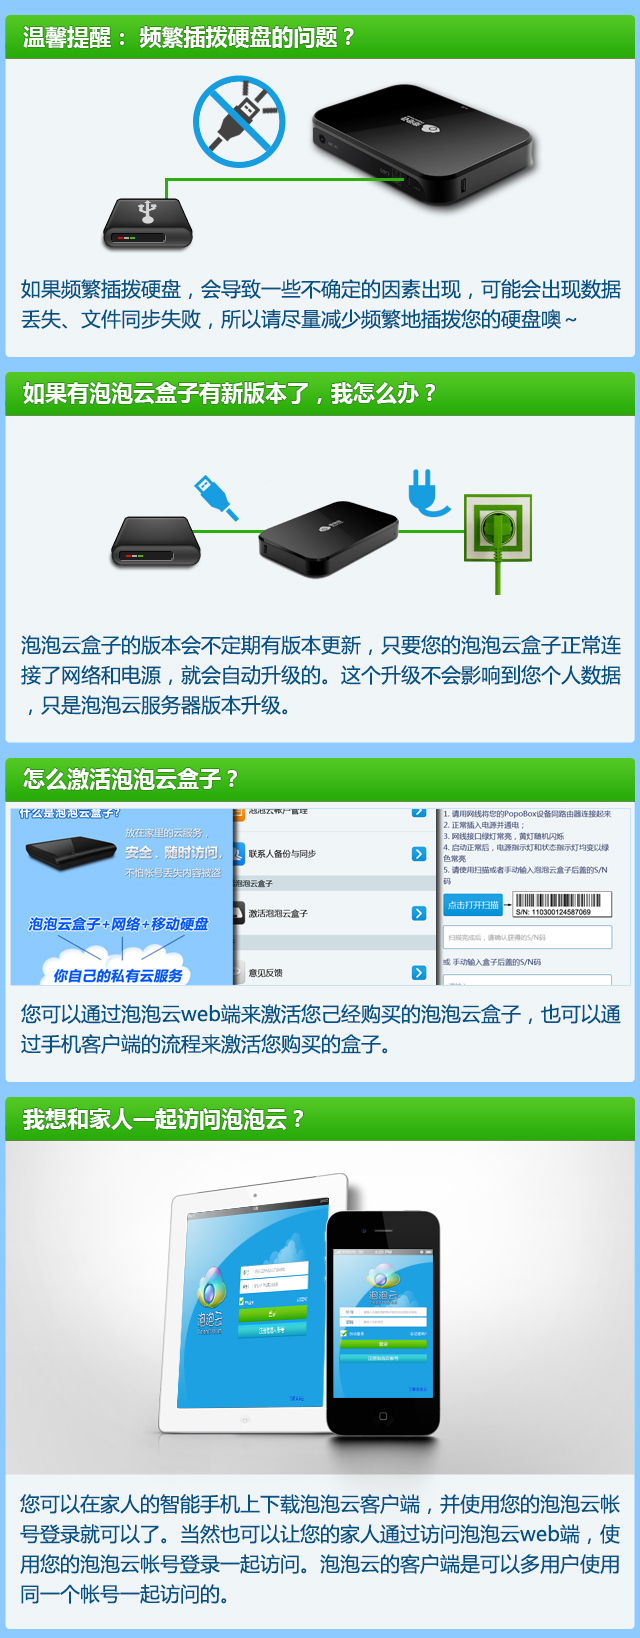 温馨提醒： 频繁插拨硬盘的问题？
如果频繁插拨硬盘，会导致一些不确定的因素出现，可能会出现数据
丢失、文件同步失败，所以请尽量减少频繁地插拨您的硬盘噢～
如果有泡泡云盒子有新版本了，我怎么办？
泡泡云盒子的版本会不定期有版本更新，只要您的泡泡云盒子正常连
接了网络和电源，就会自动升级的。这个升级不会影响到您个人数据
，只是泡泡云服务器版本升级。
怎么激活泡泡云盒子？
什么是泡泡云盒子?
放在家里的云服务，
安全、随时访问，
不怕帐号丢失内容被盗
泡泡云盒子+网络+移动硬盘
你自己的私有云服务
泡泡云帐户管理
联系人备份与同步
泡泡云盒子
激活泡泡云盒子
意见反馈
1. 请用网线将您的PopoBox设备同路由器连接起来
2. 正常插入电源并通电；
3. 网线接口绿灯常亮，黄灯随机闪烁
4. 启动正常后，电源指示灯和状态指示灯均变以绿
色常亮
5. 请使用扫描或者手动输入泡泡云盒子后盖的S/N
码
点击打开扫描
S/N: 110300124587069
扫描完成后，请确认获得的S/N码
或 手动输入盒子后盖的S/N码
您可以通过泡泡云web端来激活您己经购买的泡泡云盒子，也可以通
过手机客户端的流程来激活您购买的盒子。
我想和家人一起访问泡泡云？
泡泡云
泡泡云
登录
您可以在家人的智能手机上下载泡泡云客户端，并使用您的泡泡云帐
号登录就可以了。当然也可以让您的家人通过访问泡泡云web端，使
用您的泡泡云帐号登录一起访问。泡泡云的客户端是可以多用户使用
同一个帐号一起访问的。